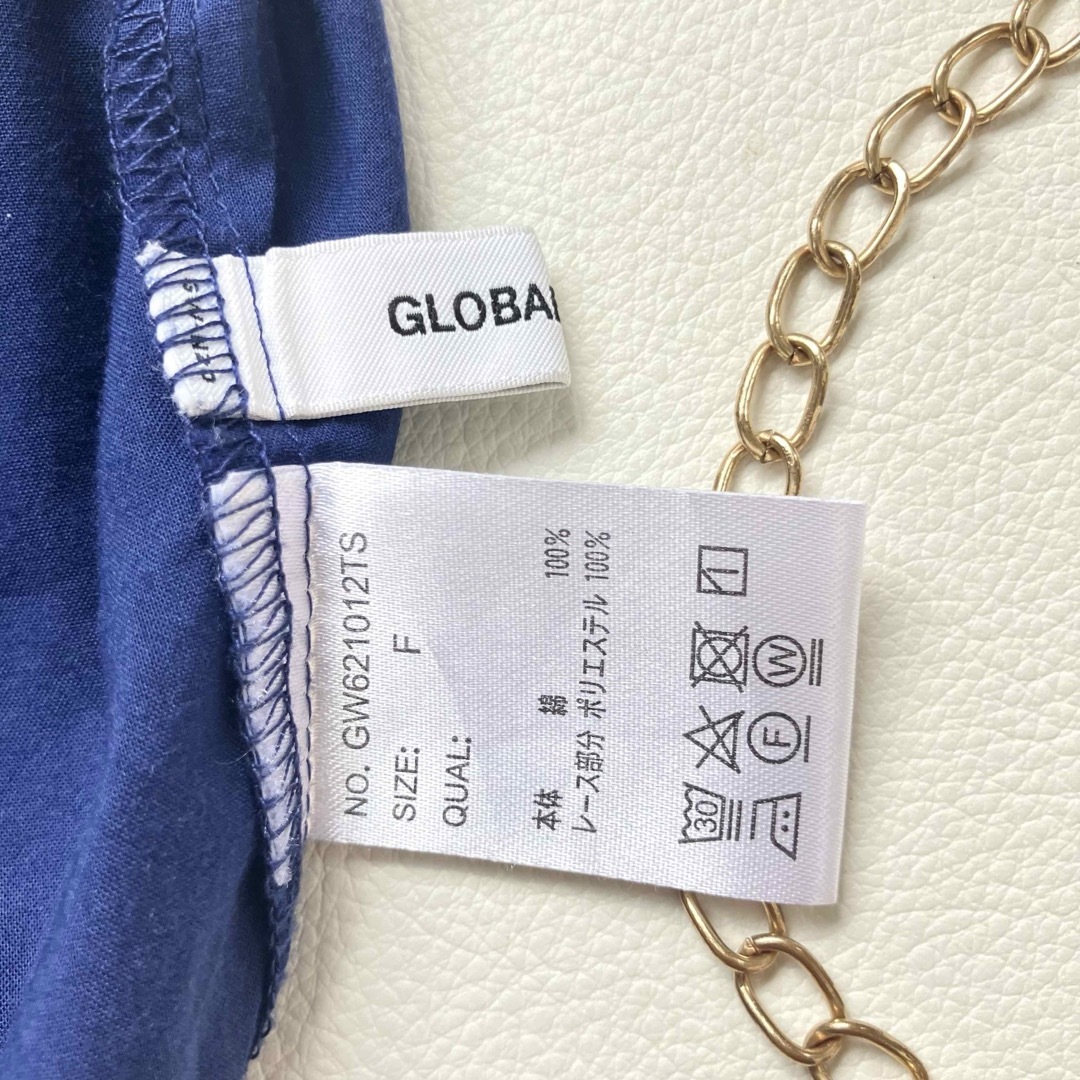 GLOBAL
NO. GW621012TS
SIZE: F
QUAL:
本体 綿 100%
レース部分 ポリエステル 100%
30
F
W